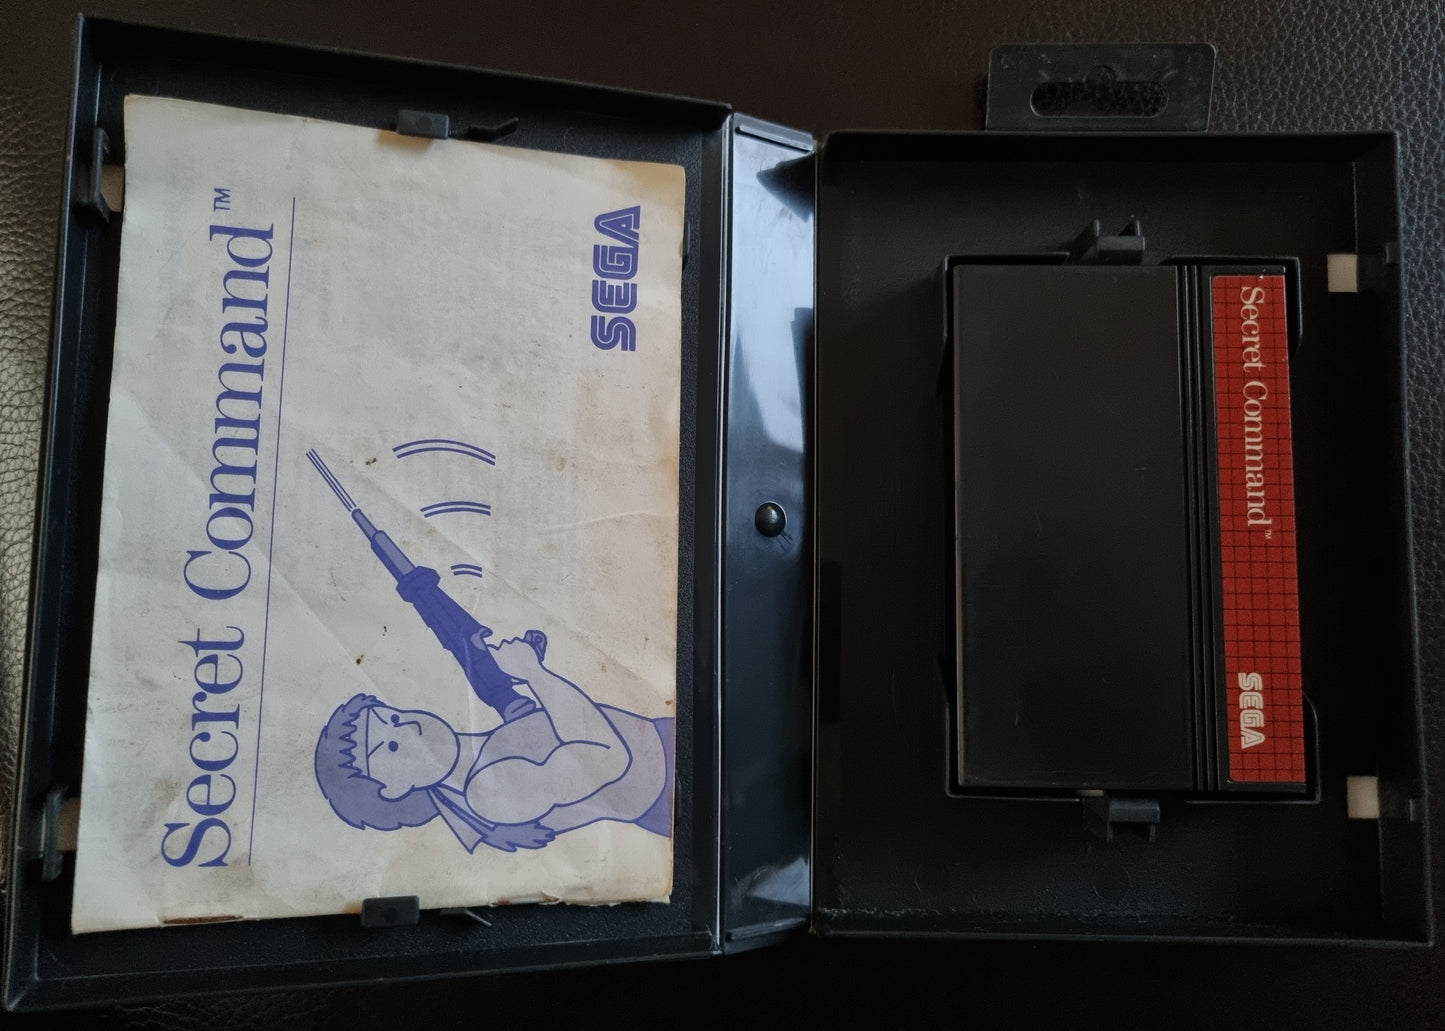 Secret Command™
SEGA
Secret Command™
SEGA